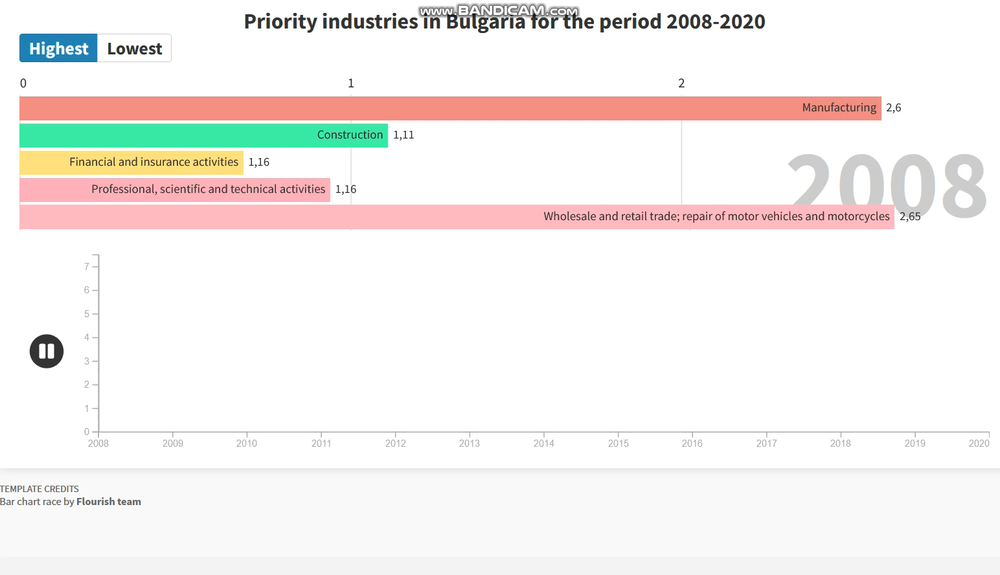 www.BANDICAM.com
Priority industries in Bulgaria for the period 2008-2020
Highest Lowest
0 1 2
Manufacturing 2,6
Construction 1,11
Financial and insurance activities 1,16
Professional, scientific and technical activities 1,16
2008
Wholesale and retail trade; repair of motor vehicles and motorcycles 2,65
7
6
5
4
3
2
1
0
2008 2009 2010 2011 2012 2013 2014 2015 2016 2017 2018 2019 2020
TEMPLATE CREDITS
Bar chart race by Flourish team